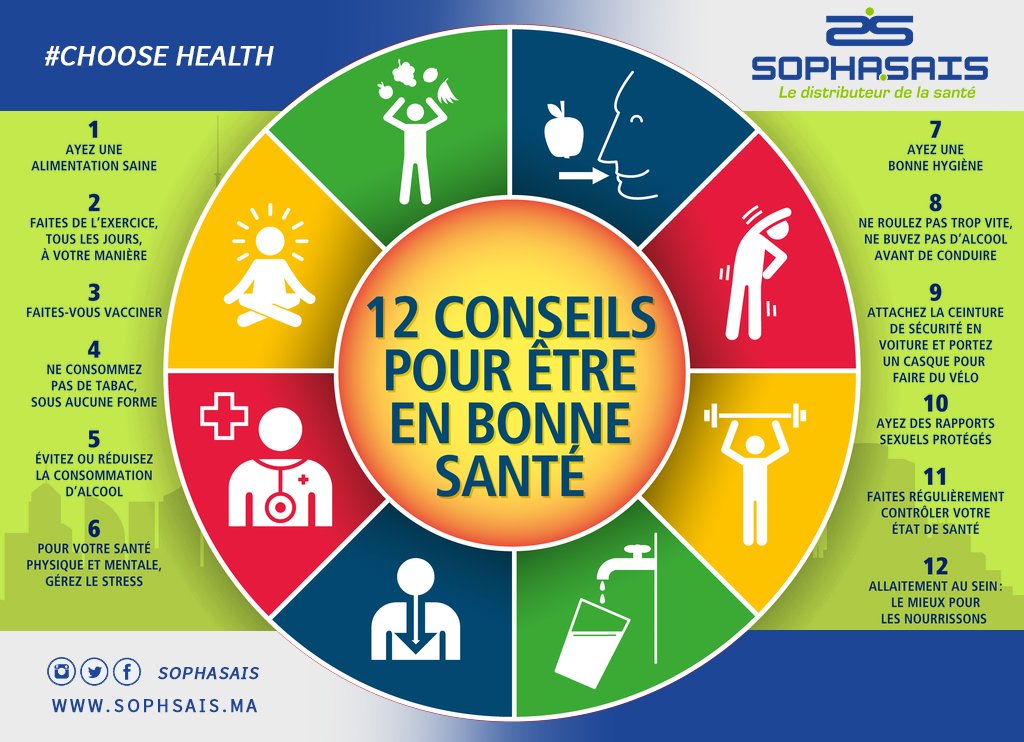 #CHOOSE HEALTH
SOPHASAIS
Le distributeur de la santé
1
AYEZ UNE
ALIMENTATION SAINE
2
FAITES DE L'EXERCICE,
TOUS LES JOURS,
À VOTRE MANIÈRE
3
FAITES-VOUS VACCINER
4
NE CONSOMMEZ
PAS DE TABAC,
SOUS AUCUNE FORME
5
ÉVITEZ OU RÉDUISEZ
LA CONSOMMATION
D'ALCOOL
6
POUR VOTRE SANTÉ
PHYSIQUE ET MENTALE,
GÉREZ LE STRESS
12 CONSEILS
POUR ÊTRE
EN BONNE
SANTÉ
7
AYEZ UNE
BONNE HYGIÈNE
8
NE ROULEZ PAS TROP VITE,
NE BUVEZ PAS D'ALCOOL
AVANT DE CONDUIRE
9
ATTACHEZ LA CEINTURE
DE SÉCURITÉ EN
VOITURE ET PORTEZ
UN CASQUE POUR
FAIRE DU VÉLO
10
AYEZ DES RAPPORTS
SEXUELS PROTÉGÉS
11
FAITES RÉGULIÈREMENT
CONTRÔLER VOTRE
ÉTAT DE SANTÉ
12
ALLAITEMENT AU SEIN :
LE MIEUX POUR
LES NOURRISSONS
SOPHASAIS
WWW.SOPHSAIS.MA